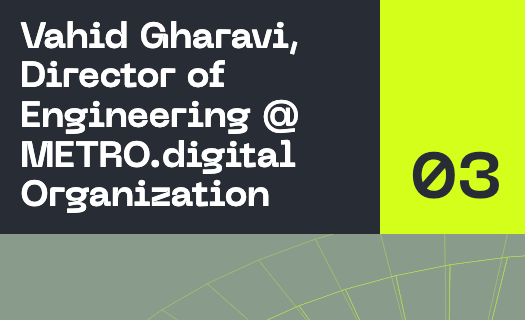 Vahid Gharavi,
Director of
Engineering @
METRO.digital
Organization
03